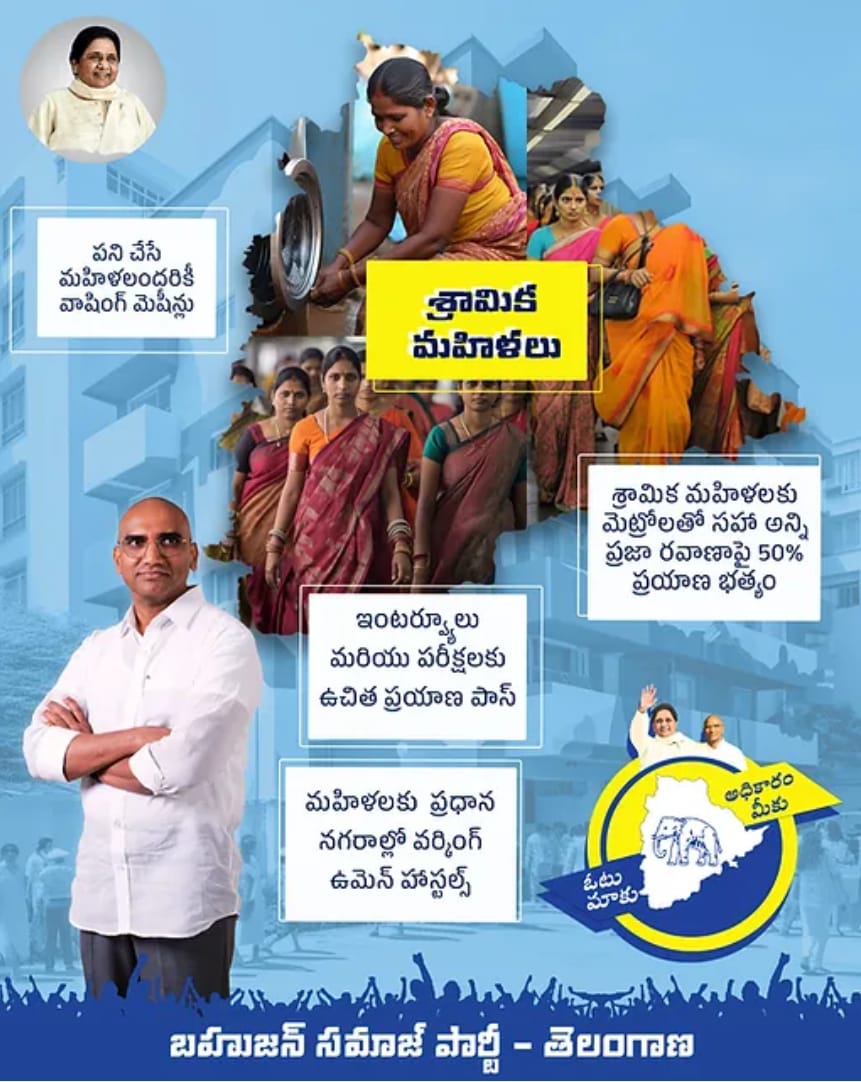 పని చేసే
మహిళలందరికీ
వాషింగ్ మెషీన్లు
శ్రామిక
మహిళలు
శ్రామిక మహిళలకు
మెట్రోలతో సహా అన్ని
ప్రజా రవాణాపై 50%
ప్రయాణ భత్యం
ఇంటర్వ్యూలు
మరియు పరీక్షలకు
ఉచిత ప్రయాణ పాస్
మహిళలకు ప్రధాన
నగరాల్లో వర్కింగ్
ఉమెన్ హాస్టల్స్
అధికారం
మీకు
ఓటు
మాకు
బహుజన్ సమాజ్ పార్టీ – తెలంగాణ